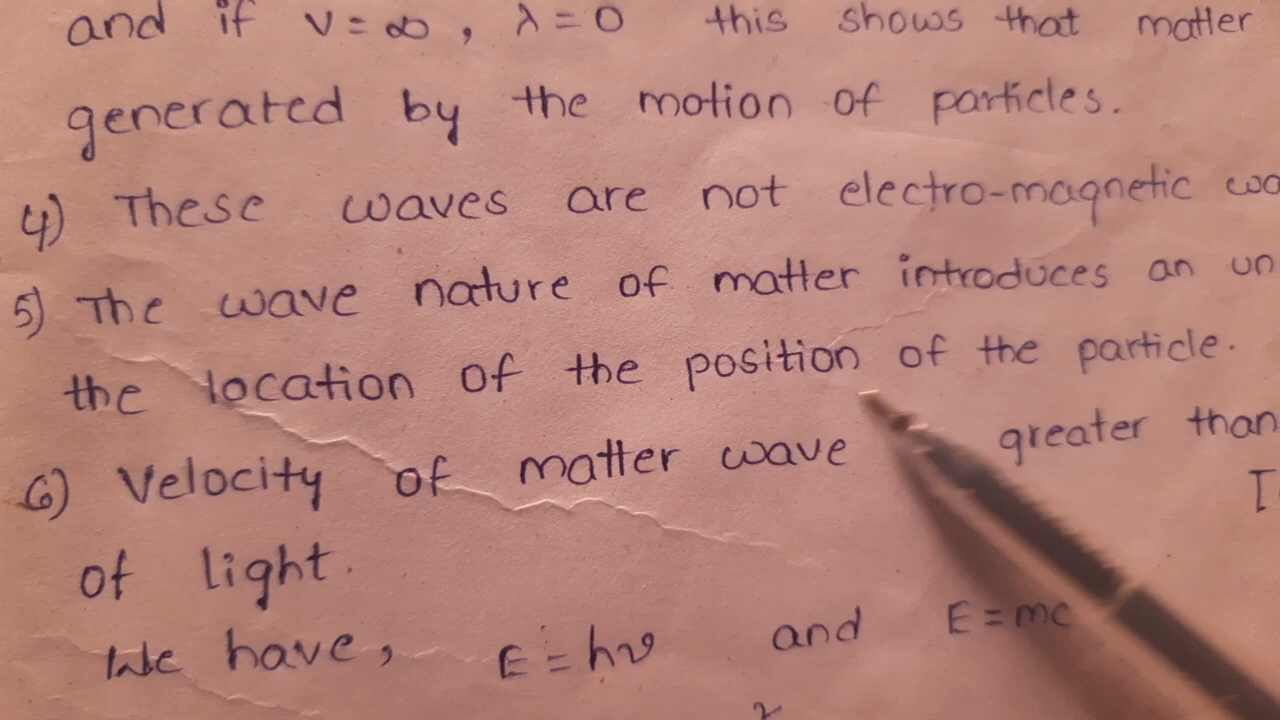 and if v = ∞, λ = 0 this shows that matter
generated by the motion of particles.
4) These waves are not electro-magnetic
5) The wave nature of matter introduces an
the location of the position of the particle.
6) Velocity of matter wave greater than
of light.
We have, E = hν and E = mc
2